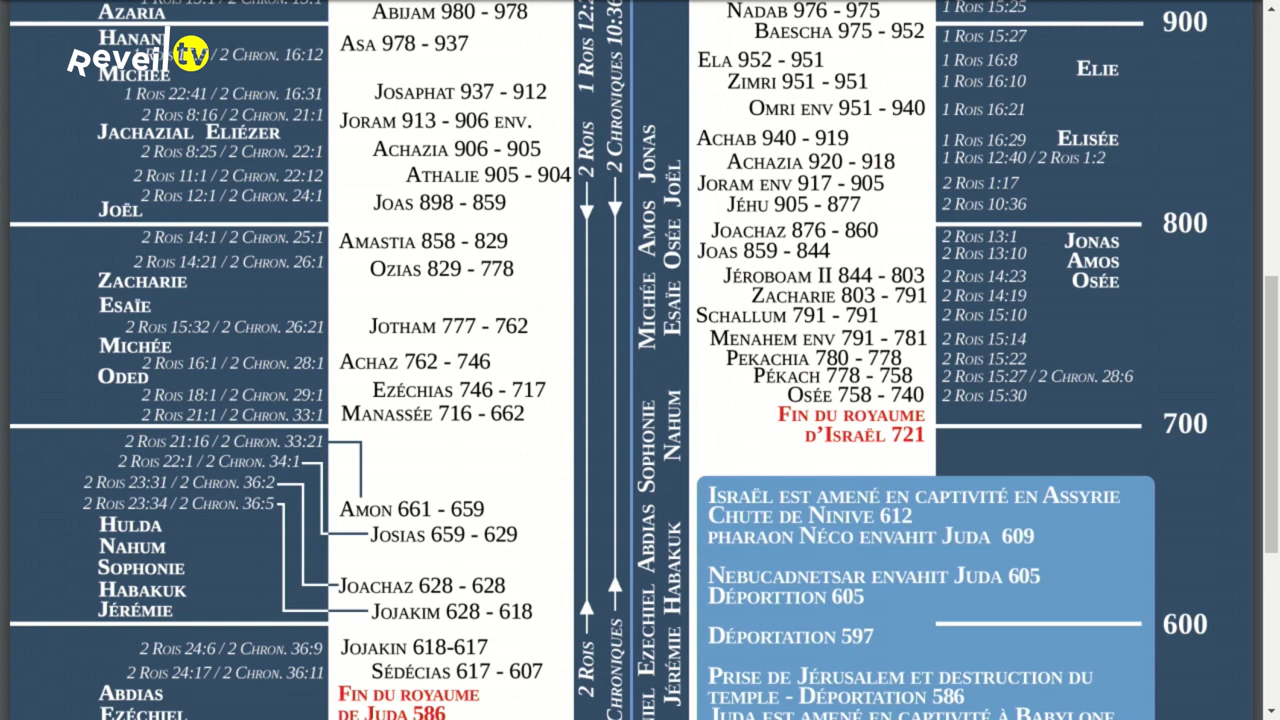 AZARIA
HANANI
2 CHRON. 16:12
MICHÉE
1 ROIS 22:41 / 2 CHRON. 16:31
2 ROIS 8:16 / 2 CHRON. 21:1
JACHAZIAL ELIÉZER
2 ROIS 8:25 / 2 CHRON. 22:1
2 ROIS 11:1 / 2 CHRON. 22:12
2 ROIS 12:1 / 2 CHRON. 24:1
JOËL
2 ROIS 14:1 / 2 CHRON. 25:1
2 ROIS 14:21 / 2 CHRON. 26:1
ZACHARIE
ESAÏE
2 ROIS 15:32 / 2 CHRON. 26:21
MICHÉE
2 ROIS 16:1 / 2 CHRON. 28:1
ODED
2 ROIS 18:1 / 2 CHRON. 29:1
2 ROIS 21:1 / 2 CHRON. 33:1
2 ROIS 21:16 / 2 CHRON. 33:21
2 ROIS 22:1 / 2 CHRON. 34:1
2 ROIS 23:31 / 2 CHRON. 36:2
2 ROIS 23:34 / 2 CHRON. 36:5
HULDA
NAHUM
SOPHONIE
HABAKUK
JÉRÉMIE
2 ROIS 24:6 / 2 CHRON. 36:9
2 ROIS 24:17 / 2 CHRON. 36:11
ABDIAS
EZÉCHIEL
Reveil tv
ABIJAM 980 - 978
ASA 978 - 937
JOSAPHAT 937 - 912
JORAM 913 - 906 ENV.
ACHAZIA 906 - 905
ATHALIE 905 - 904
JOAS 898 - 859
AMASTIA 858 - 829
OZIAS 829 - 778
JOTHAM 777 - 762
ACHAZ 762 - 746
EZÉCHIAS 746 - 717
MANASSÉE 716 - 662
AMON 661 - 659
JOSIAS 659 - 629
JOACHAZ 628 - 628
JOJAKIM 628 - 618
JOJAKIN 618-617
SÉDÉCIAS 617 - 607
FIN DU ROYAUME
DE JUDA 586
2 ROIS
2 ROIS
1 ROIS
CHRONIQUES
2 CHRONIQUES 10:36
EZECHIEL ABDIAS SOPHONIE
MICHÉE AMOS JONAS
JÉRÉMIE HABAKUK
NAHUM
ESAÏE OSÉE JOËL
NADAB 976 - 975
BAESCHA 975 - 952
ELA 952 - 951
ZIMRI 951 - 951
OMRI ENV 951 - 940
ACHAB 940 - 919
ACHAZIA 920 - 918
JORAM ENV 917 - 905
JÉHU 905 - 877
JOACHAZ 876 - 860
JOAS 859 - 844
JÉROBOAM II 844 - 803
ZACHARIE 803 - 791
SCHALLUM 791 - 791
MENAHEM ENV 791 - 781
PEKACHIA 780 - 778
PÉKACH 778 - 758
OSÉE 758 - 740
FIN DU ROYAUME
D'ISRAËL 721
1 ROIS 15:25
1 ROIS 15:27
1 ROIS 16:8
1 ROIS 16:10
1 ROIS 16:21
1 ROIS 16:29
1 ROIS 12:40 / 2 ROIS 1:2
2 ROIS 1:17
2 ROIS 10:36
2 ROIS 13:1
2 ROIS 13:10
2 ROIS 14:23
2 ROIS 14:19
2 ROIS 15:10
2 ROIS 15:14
2 ROIS 15:22
2 ROIS 15:27 / 2 CHRON. 28:6
2 ROIS 15:30
ELIE
ELISÉE
JONAS
AMOS
OSÉE
900
800
700
600
ISRAËL EST AMENÉ EN CAPTIVITÉ EN ASSYRIE
CHUTE DE NINIVE 612
PHARAON NÉCO ENVAHIT JUDA 609
NEBUCADNETSAR ENVAHIT JUDA 605
DÉPORTTION 605
DÉPORTATION 597
PRISE DE JÉRUSALEM ET DESTRUCTION DU
TEMPLE - DÉPORTATION 586
JUDA EST AMENÉ EN CAPTIVITÉ À BABYLONE